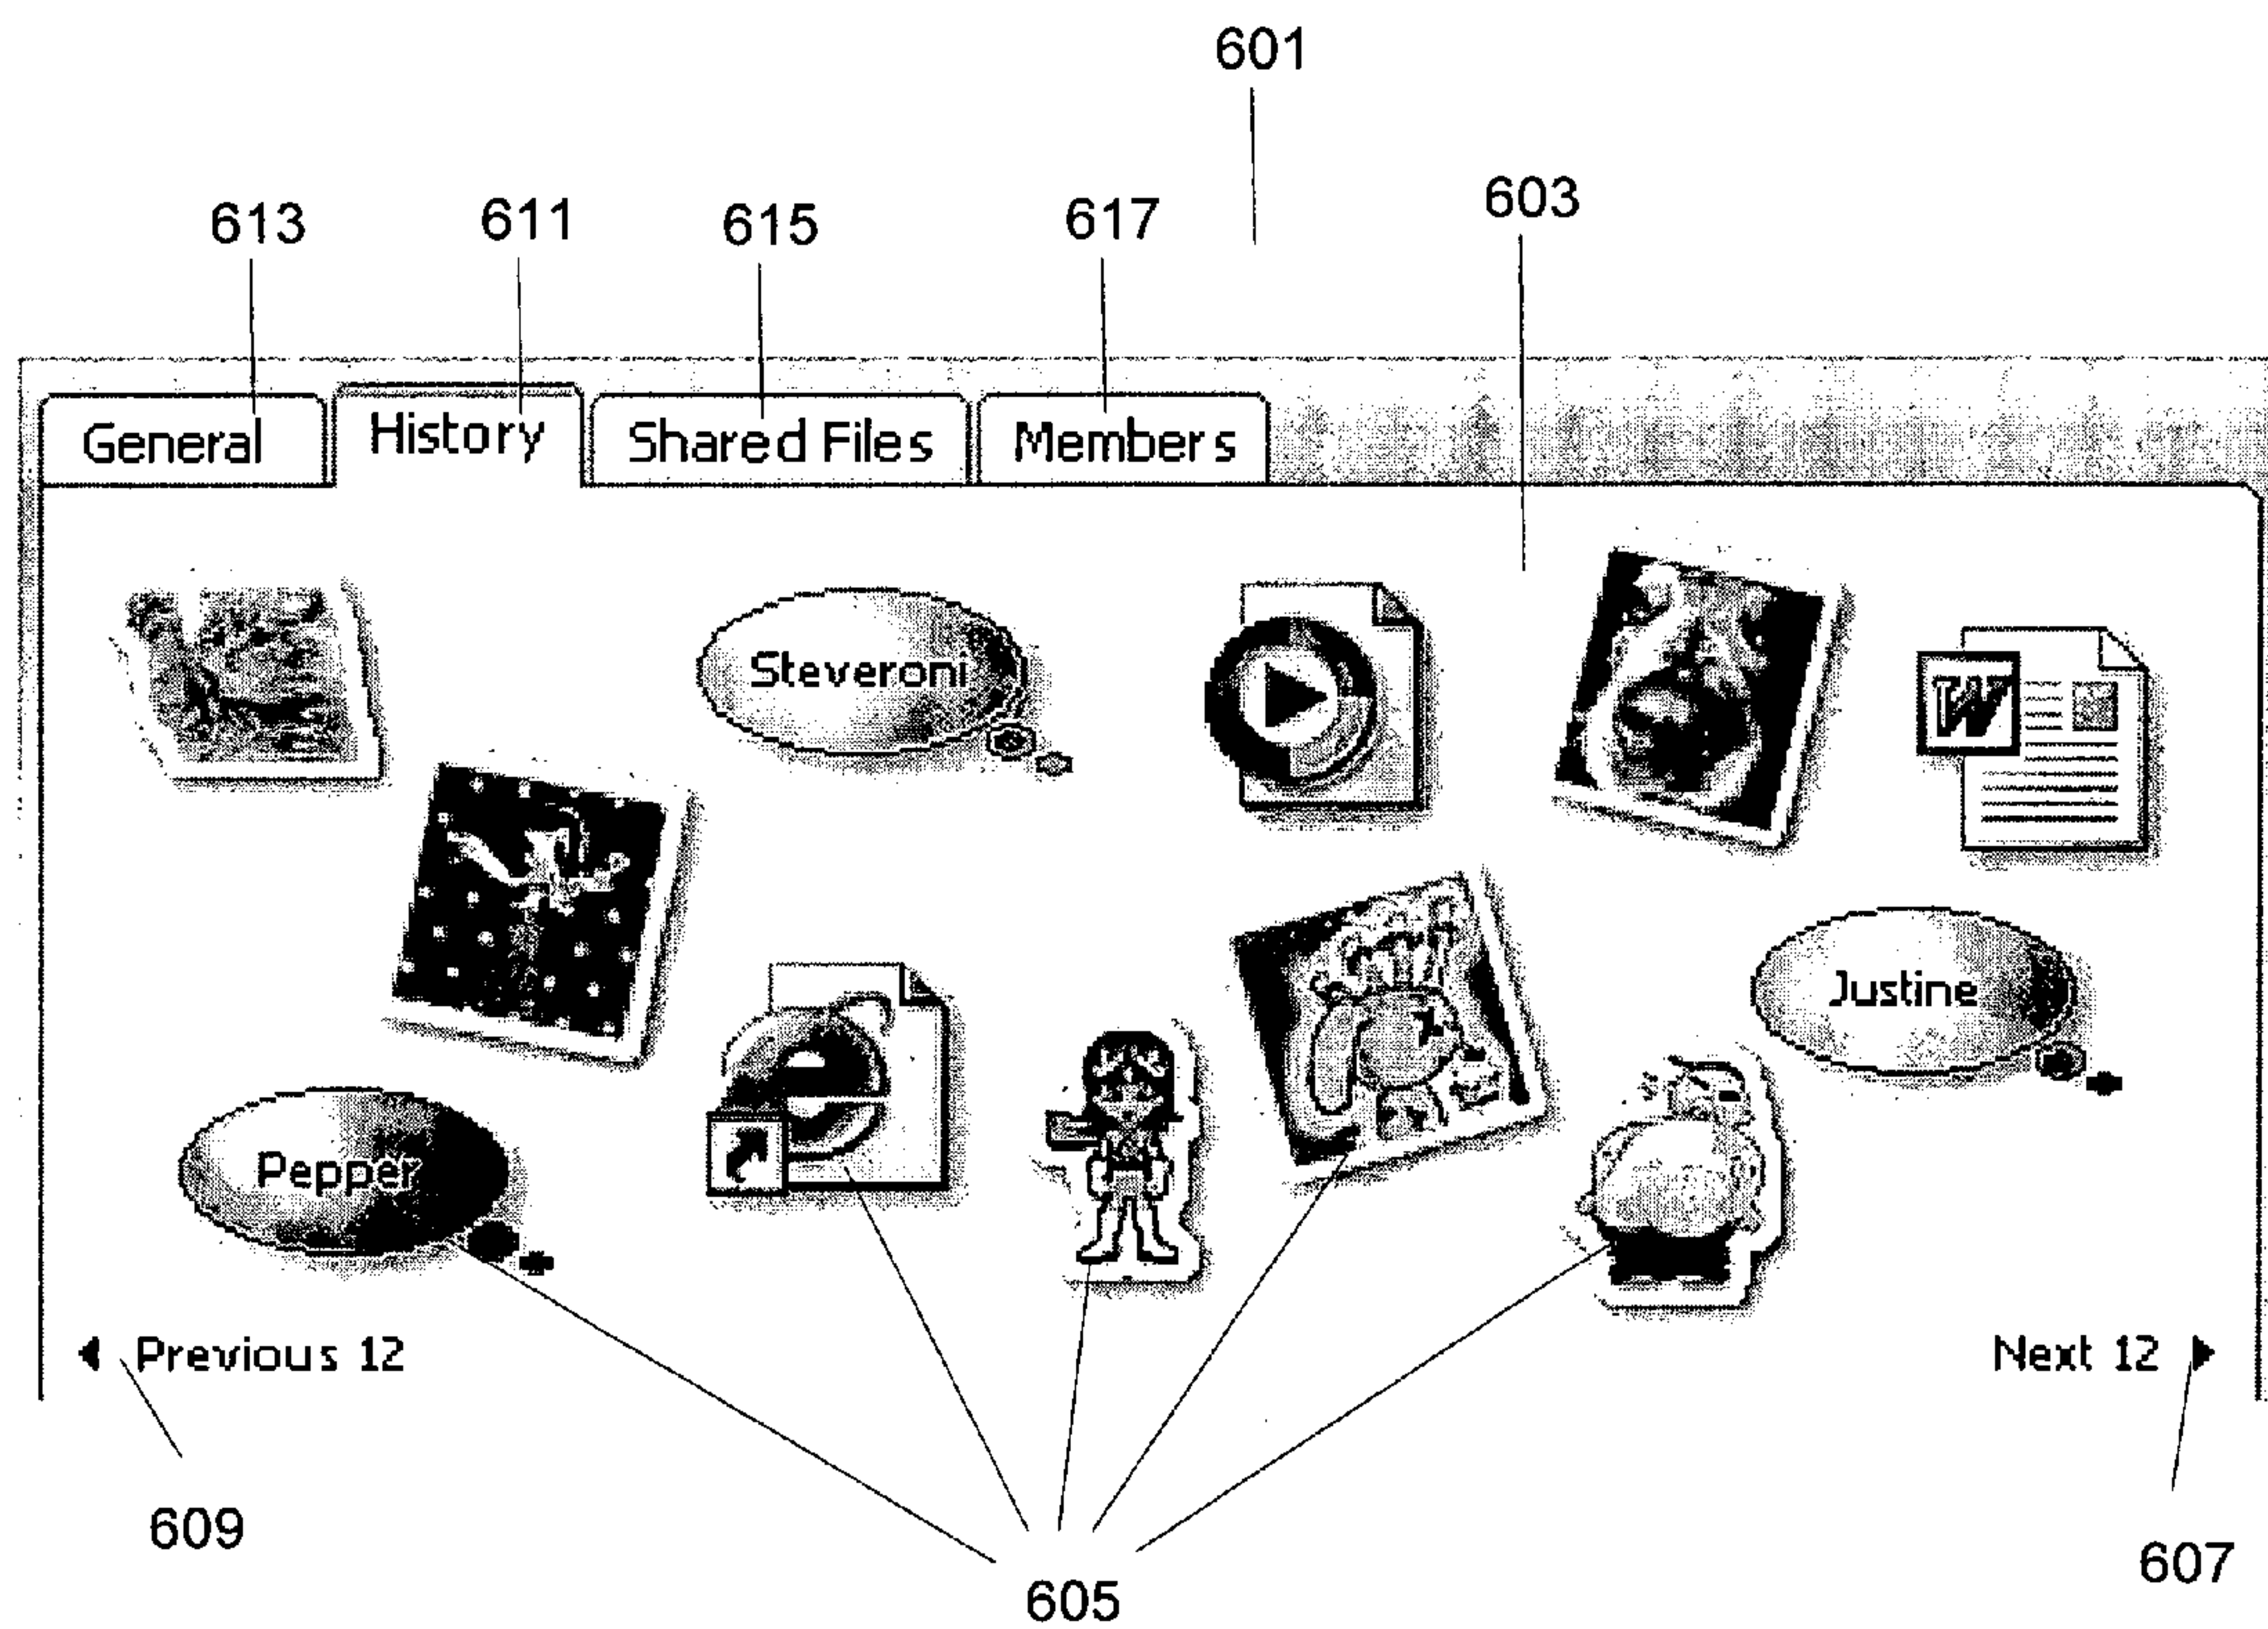 601
603
613 611 615 617
General History Shared Files Members
Steveroni
W
Justine
Pepper
Previous 12 Next 12
609
605
607